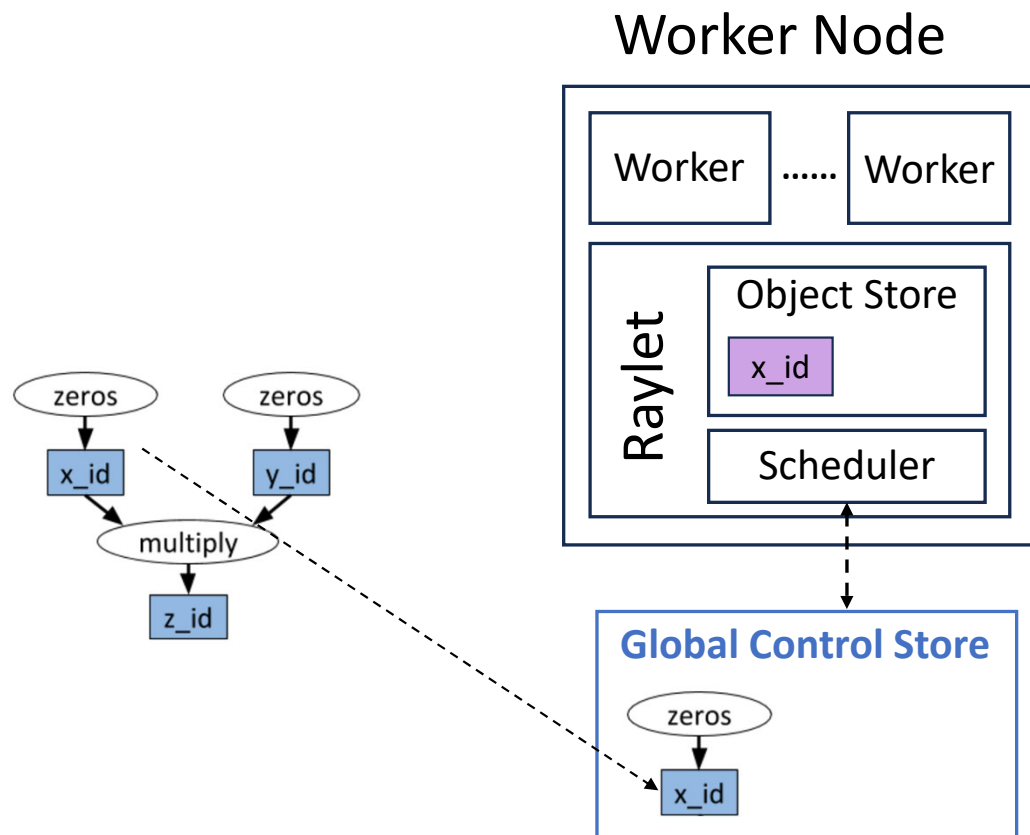 Worker Node
Worker ...... Worker
Raylet
Object Store
x_id
Scheduler
zeros zeros
x_id y_id
multiply
z_id
Global Control Store
zeros
x_id